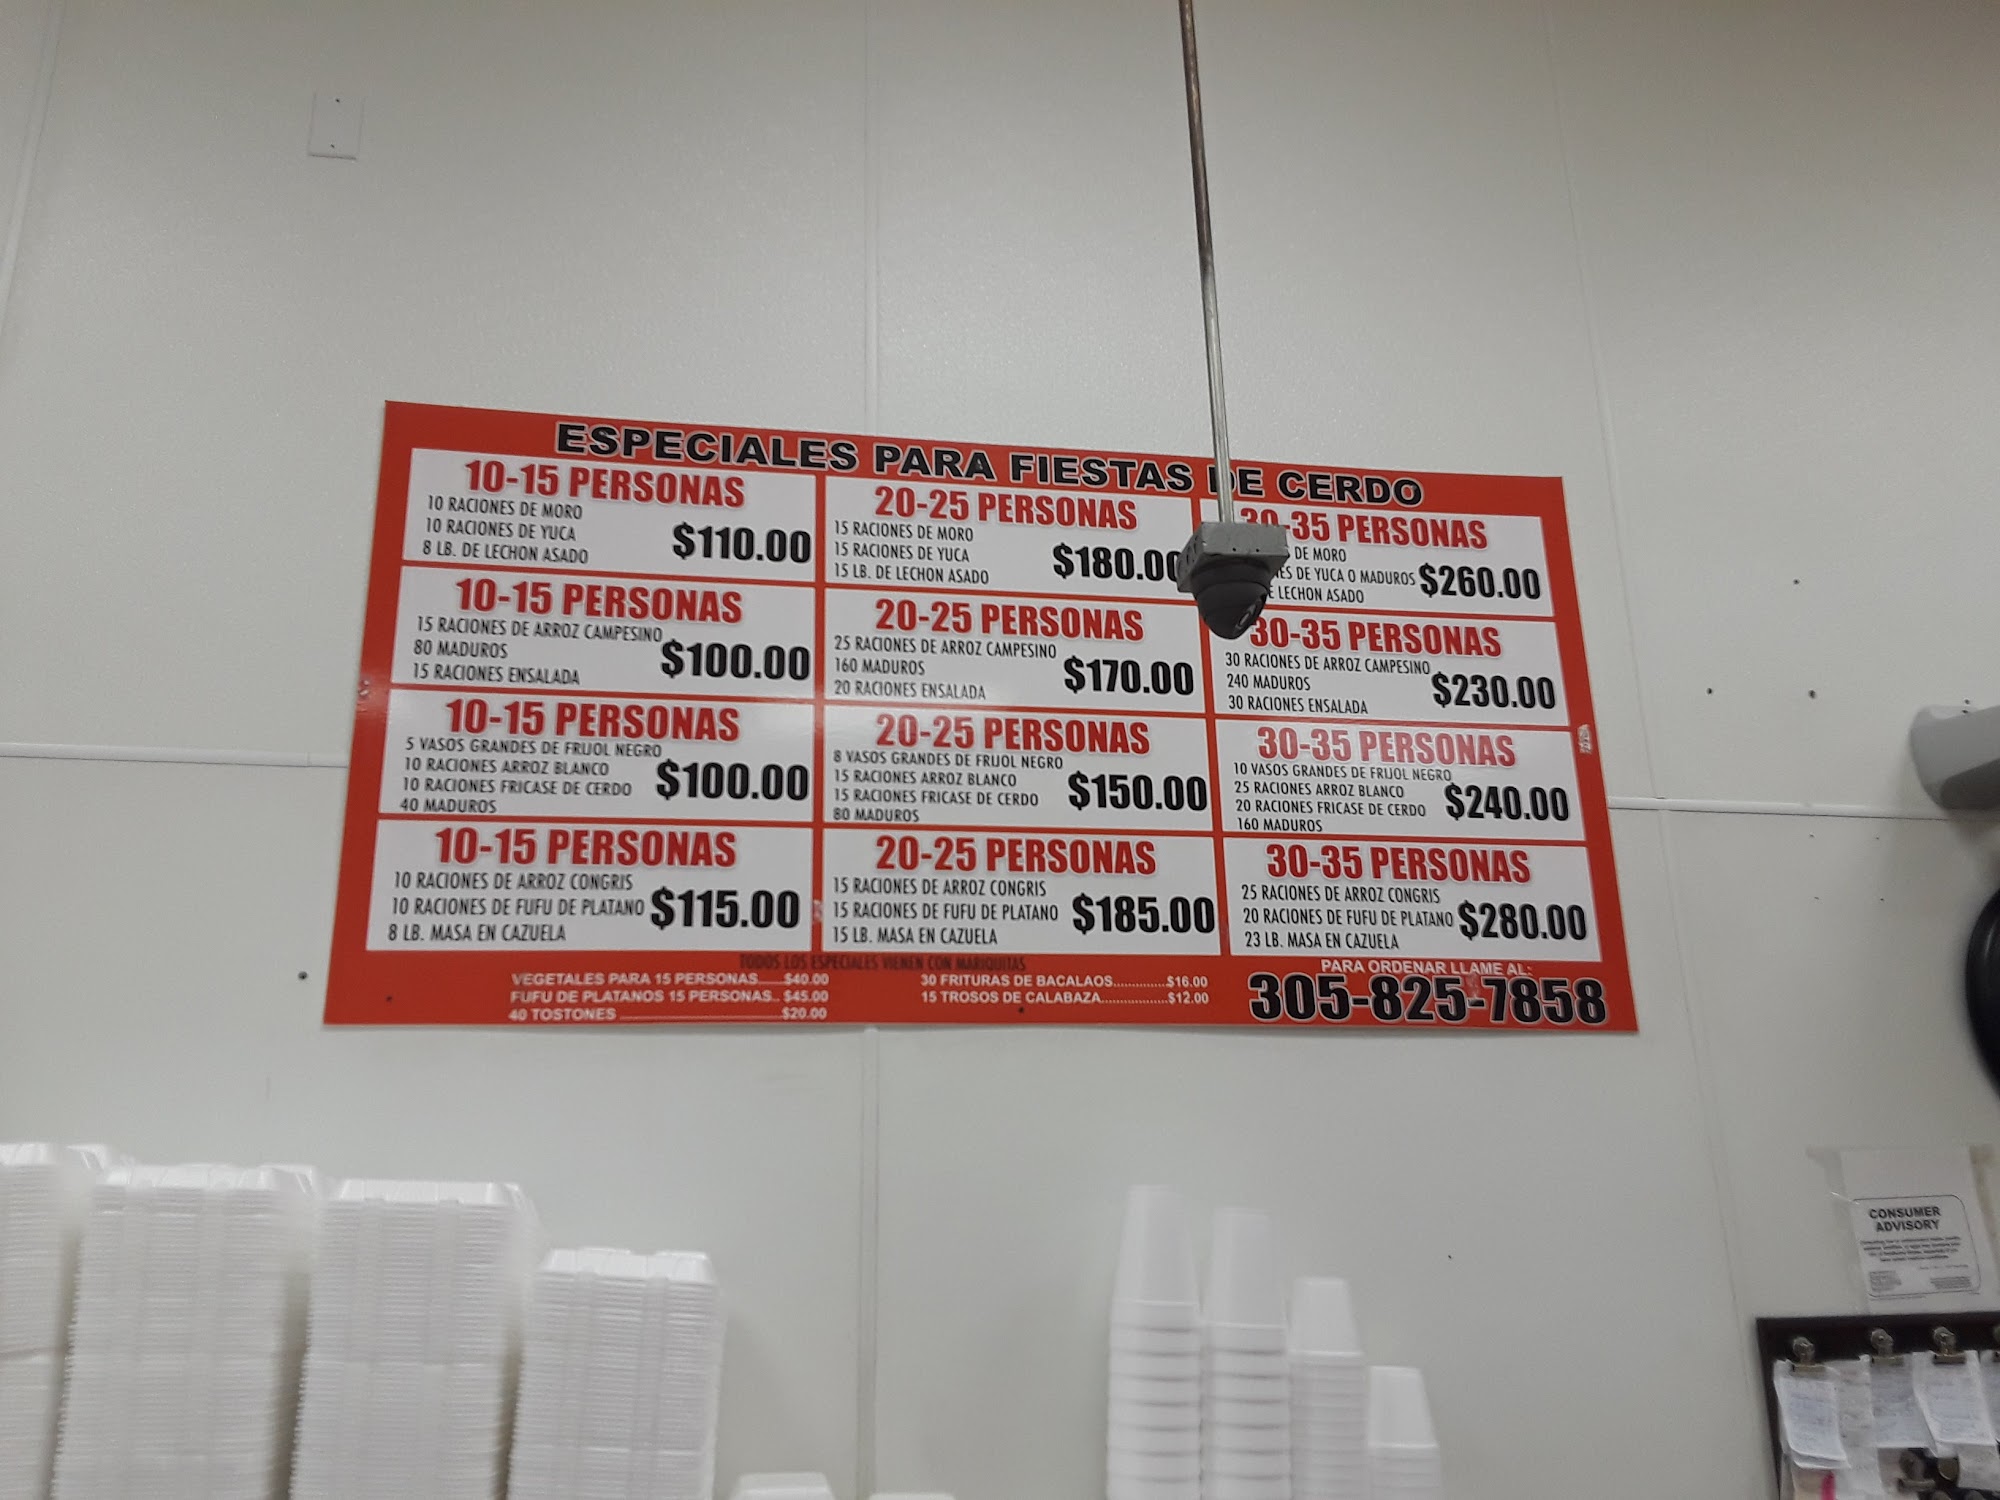 ESPECIALES PARA FIESTAS DE CERDO
10-15 PERSONAS
10 RACIONES DE MORO
10 RACIONES DE YUCA
8 LB. DE LECHON ASADO
$110.00
20-25 PERSONAS
15 RACIONES DE MORO
15 RACIONES DE YUCA
15 LB. DE LECHON ASADO
$180.00
30-35 PERSONAS
DE MORO
DE YUCA O MADUROS
LECHON ASADO
$260.00
10-15 PERSONAS
15 RACIONES DE ARROZ CAMPESINO
80 MADUROS
15 RACIONES ENSALADA
$100.00
20-25 PERSONAS
25 RACIONES DE ARROZ CAMPESINO
160 MADUROS
20 RACIONES ENSALADA
$170.00
30-35 PERSONAS
30 RACIONES DE ARROZ CAMPESINO
240 MADUROS
30 RACIONES ENSALADA
$230.00
10-15 PERSONAS
5 VASOS GRANDES DE FRIJOL NEGRO
10 RACIONES ARROZ BLANCO
10 RACIONES FRICASE DE CERDO
40 MADUROS
$100.00
20-25 PERSONAS
8 VASOS GRANDES DE FRIJOL NEGRO
15 RACIONES ARROZ BLANCO
15 RACIONES FRICASE DE CERDO
80 MADUROS
$150.00
30-35 PERSONAS
10 VASOS GRANDES DE FRIJOL NEGRO
25 RACIONES ARROZ BLANCO
20 RACIONES FRICASE DE CERDO
160 MADUROS
$240.00
10-15 PERSONAS
10 RACIONES DE ARROZ CONGRIS
10 RACIONES DE FUFU DE PLATANO
8 LB. MASA EN CAZUELA
$115.00
20-25 PERSONAS
15 RACIONES DE ARROZ CONGRIS
15 RACIONES DE FUFU DE PLATANO
15 LB. MASA EN CAZUELA
$185.00
30-35 PERSONAS
25 RACIONES DE ARROZ CONGRIS
20 RACIONES DE FUFU DE PLATANO
23 LB. MASA EN CAZUELA
$280.00
TODOS LOS ESPECIALES VIENEN CON MARIQUITAS
VEGETALES PARA 15 PERSONAS.....$40.00
FUFU DE PLATANOS 15 PERSONAS.. $45.00
40 TOSTONES ........................$20.00
30 FRITURAS DE BACALAOS..............$16.00
15 TROSOS DE CALABAZA..................$12.00
PARA ORDENAR LLAME AL:
305-825-7858
CONSUMER
ADVISORY